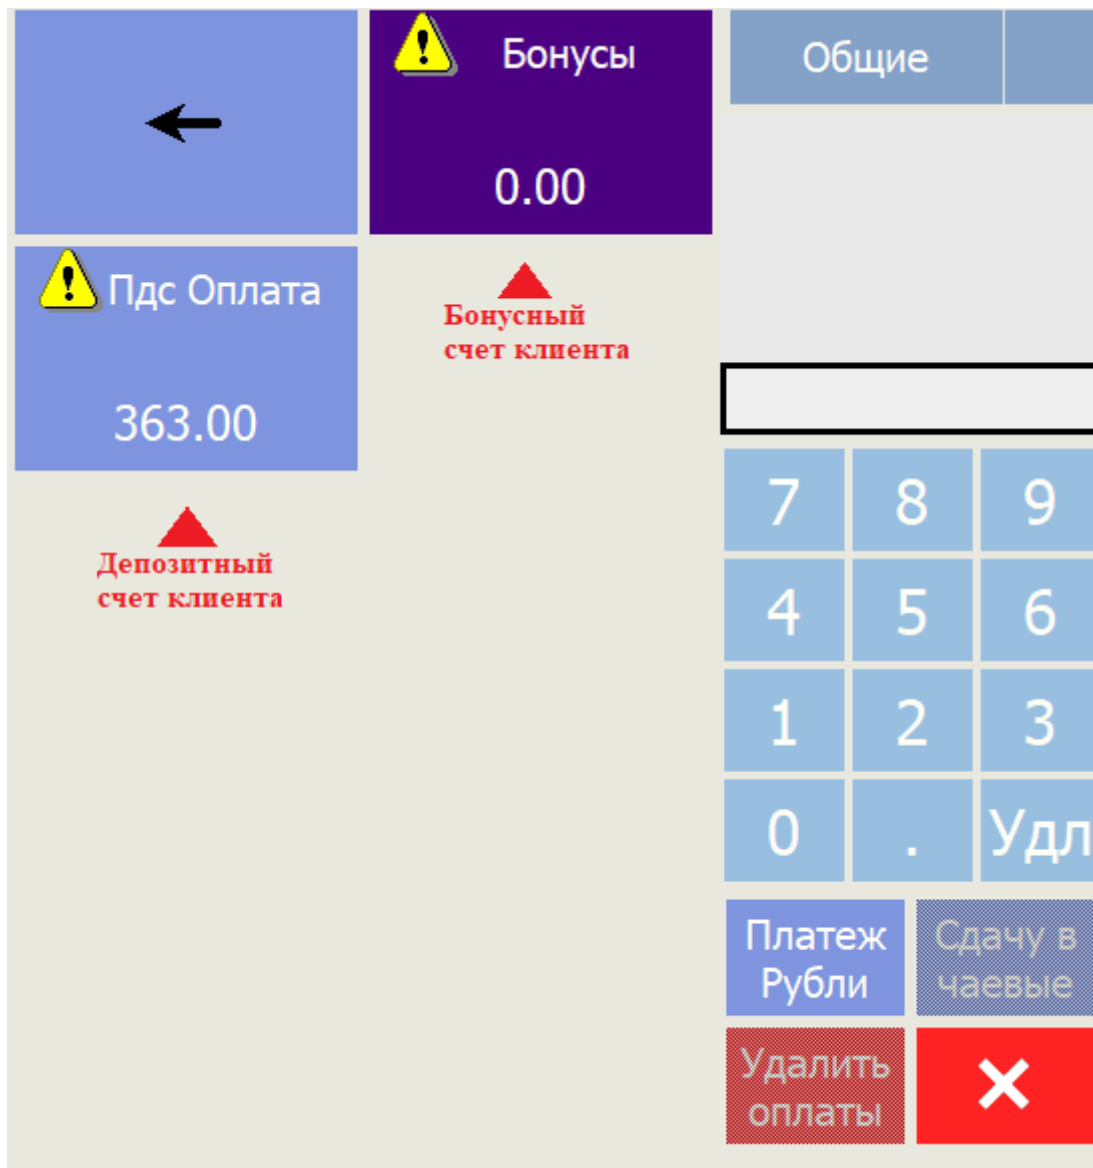 Бонусы
0.00
Общие
Пдс Оплата
363.00
Бонусный
счет клиента
Депозитный
счет клиента
7 8 9
4 5 6
1 2 3
0 . Удл
Платеж
Рубли
Сдачу в
чаевые
Удалить
оплаты